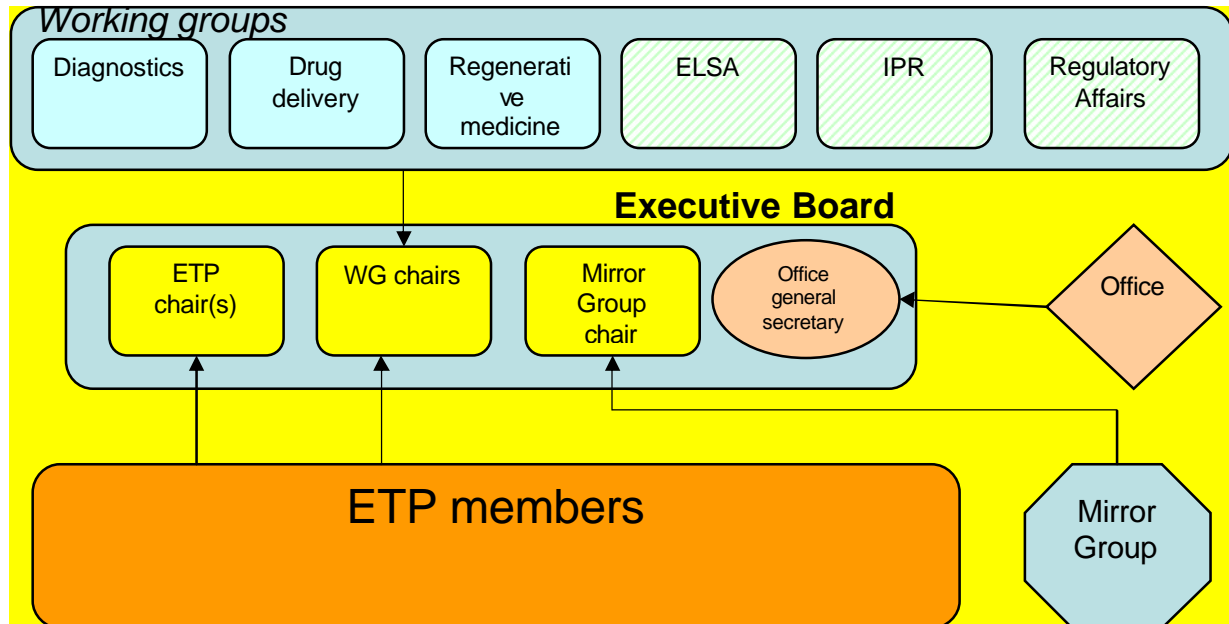 Working groups
Diagnostics
Drug
delivery
Regenerati
ve
medicine
ELSA
IPR
Regulatory
Affairs
Executive Board
ETP
chair(s)
WG chairs
Mirror
Group
chair
Office
general
secretary
Office
ETP members
Mirror
Group